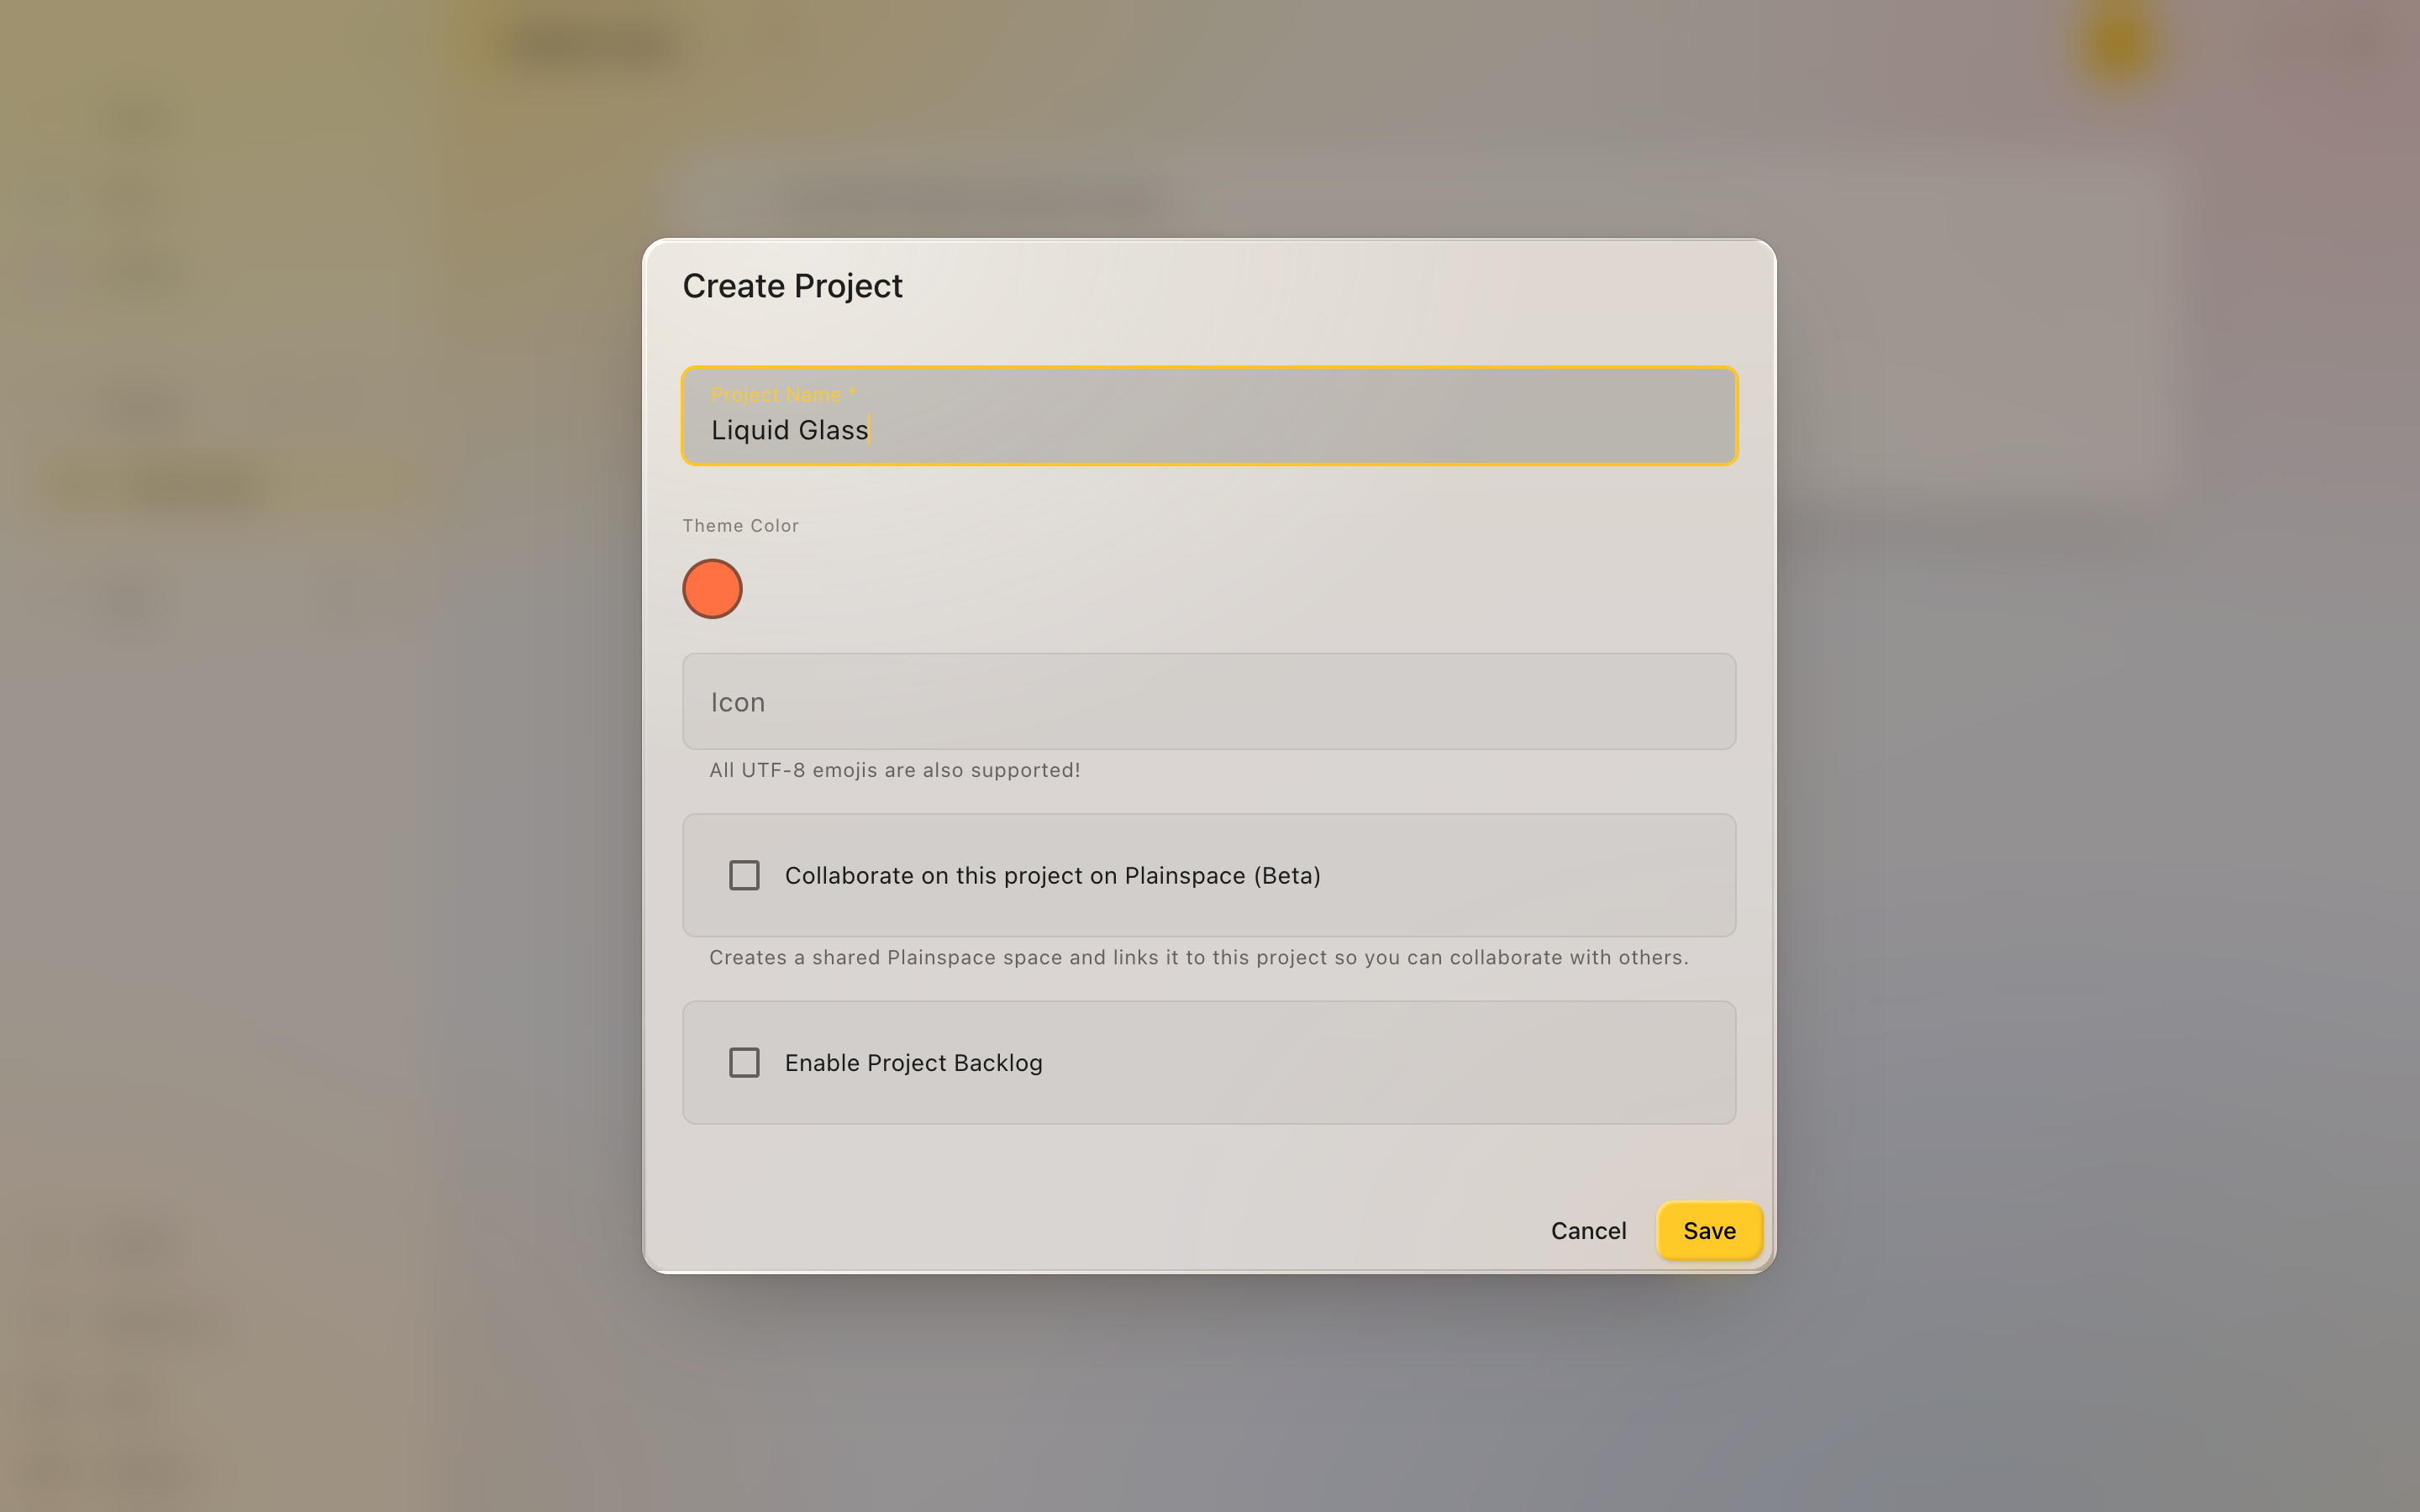 Create Project
Project Name *
Liquid Glass
Theme Color
Icon
All UTF-8 emojis are also supported!
Collaborate on this project on Plainspace (Beta)
Creates a shared Plainspace space and links it to this project so you can collaborate with others.
Enable Project Backlog
Cancel
Save